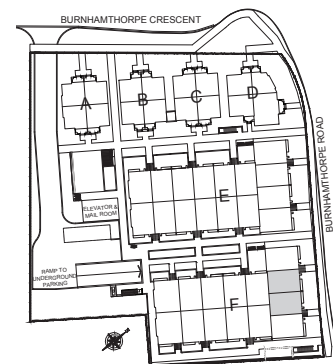 BURNHAMTHORPE CRESCENT
A
B
C
D
BURNHAMTHORPE ROAD
E
ELEVATOR &
MAIL ROOM
RAMP TO
UNDERGROUND
PARKING
F